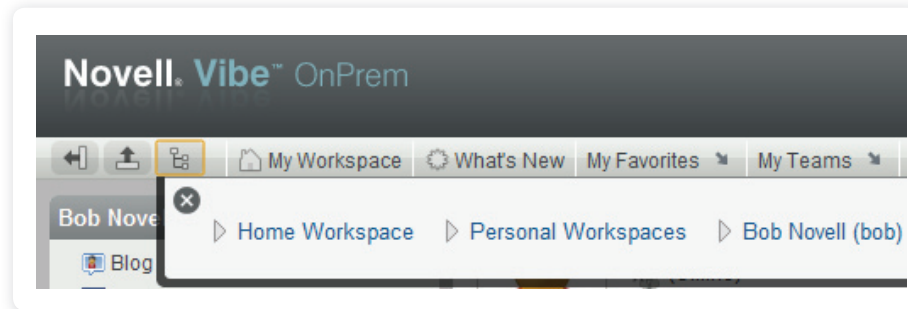 Novell® Vibe™ OnPrem
My Workspace What's New My Favorites My Teams
Bob Nove
Home Workspace Personal Workspaces Bob Novell (bob)
Blog